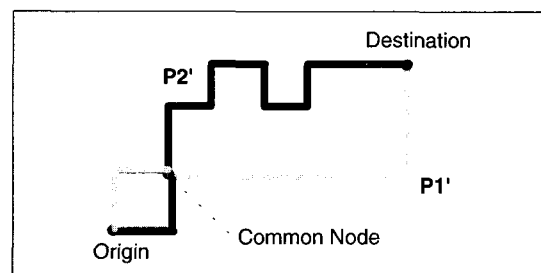 Destination
P2'
P1'
Common Node
Origin